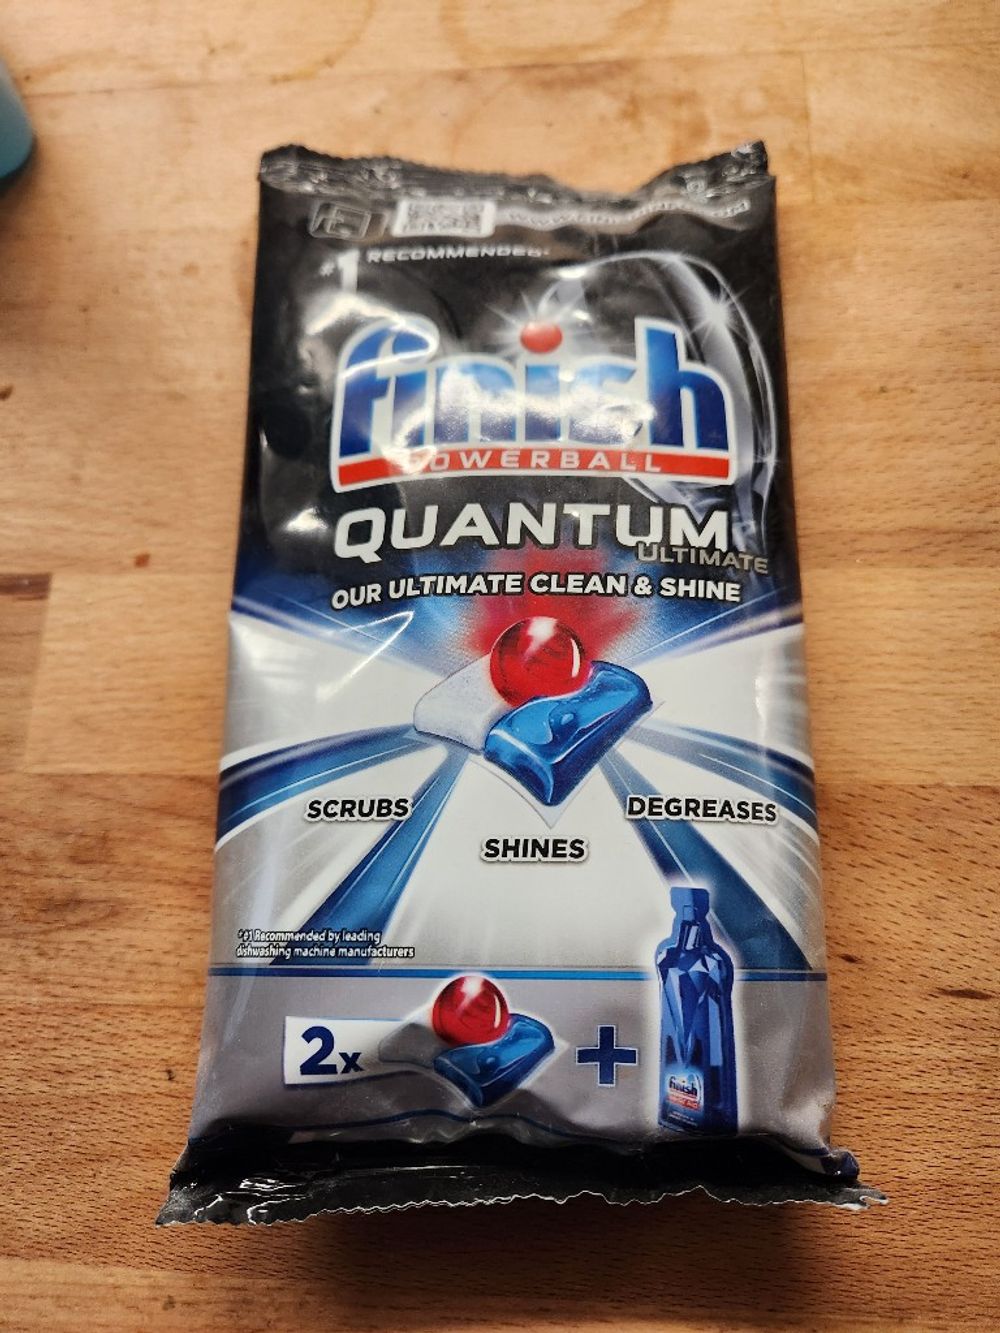 #1 RECOMMENDED*
finish
POWERBALL
QUANTUM
ULTIMATE
OUR ULTIMATE CLEAN & SHINE
SCRUBS
DEGREASES
SHINES
*#1 Recommended by leading
dishwashing machine manufacturers
2x
+
finish